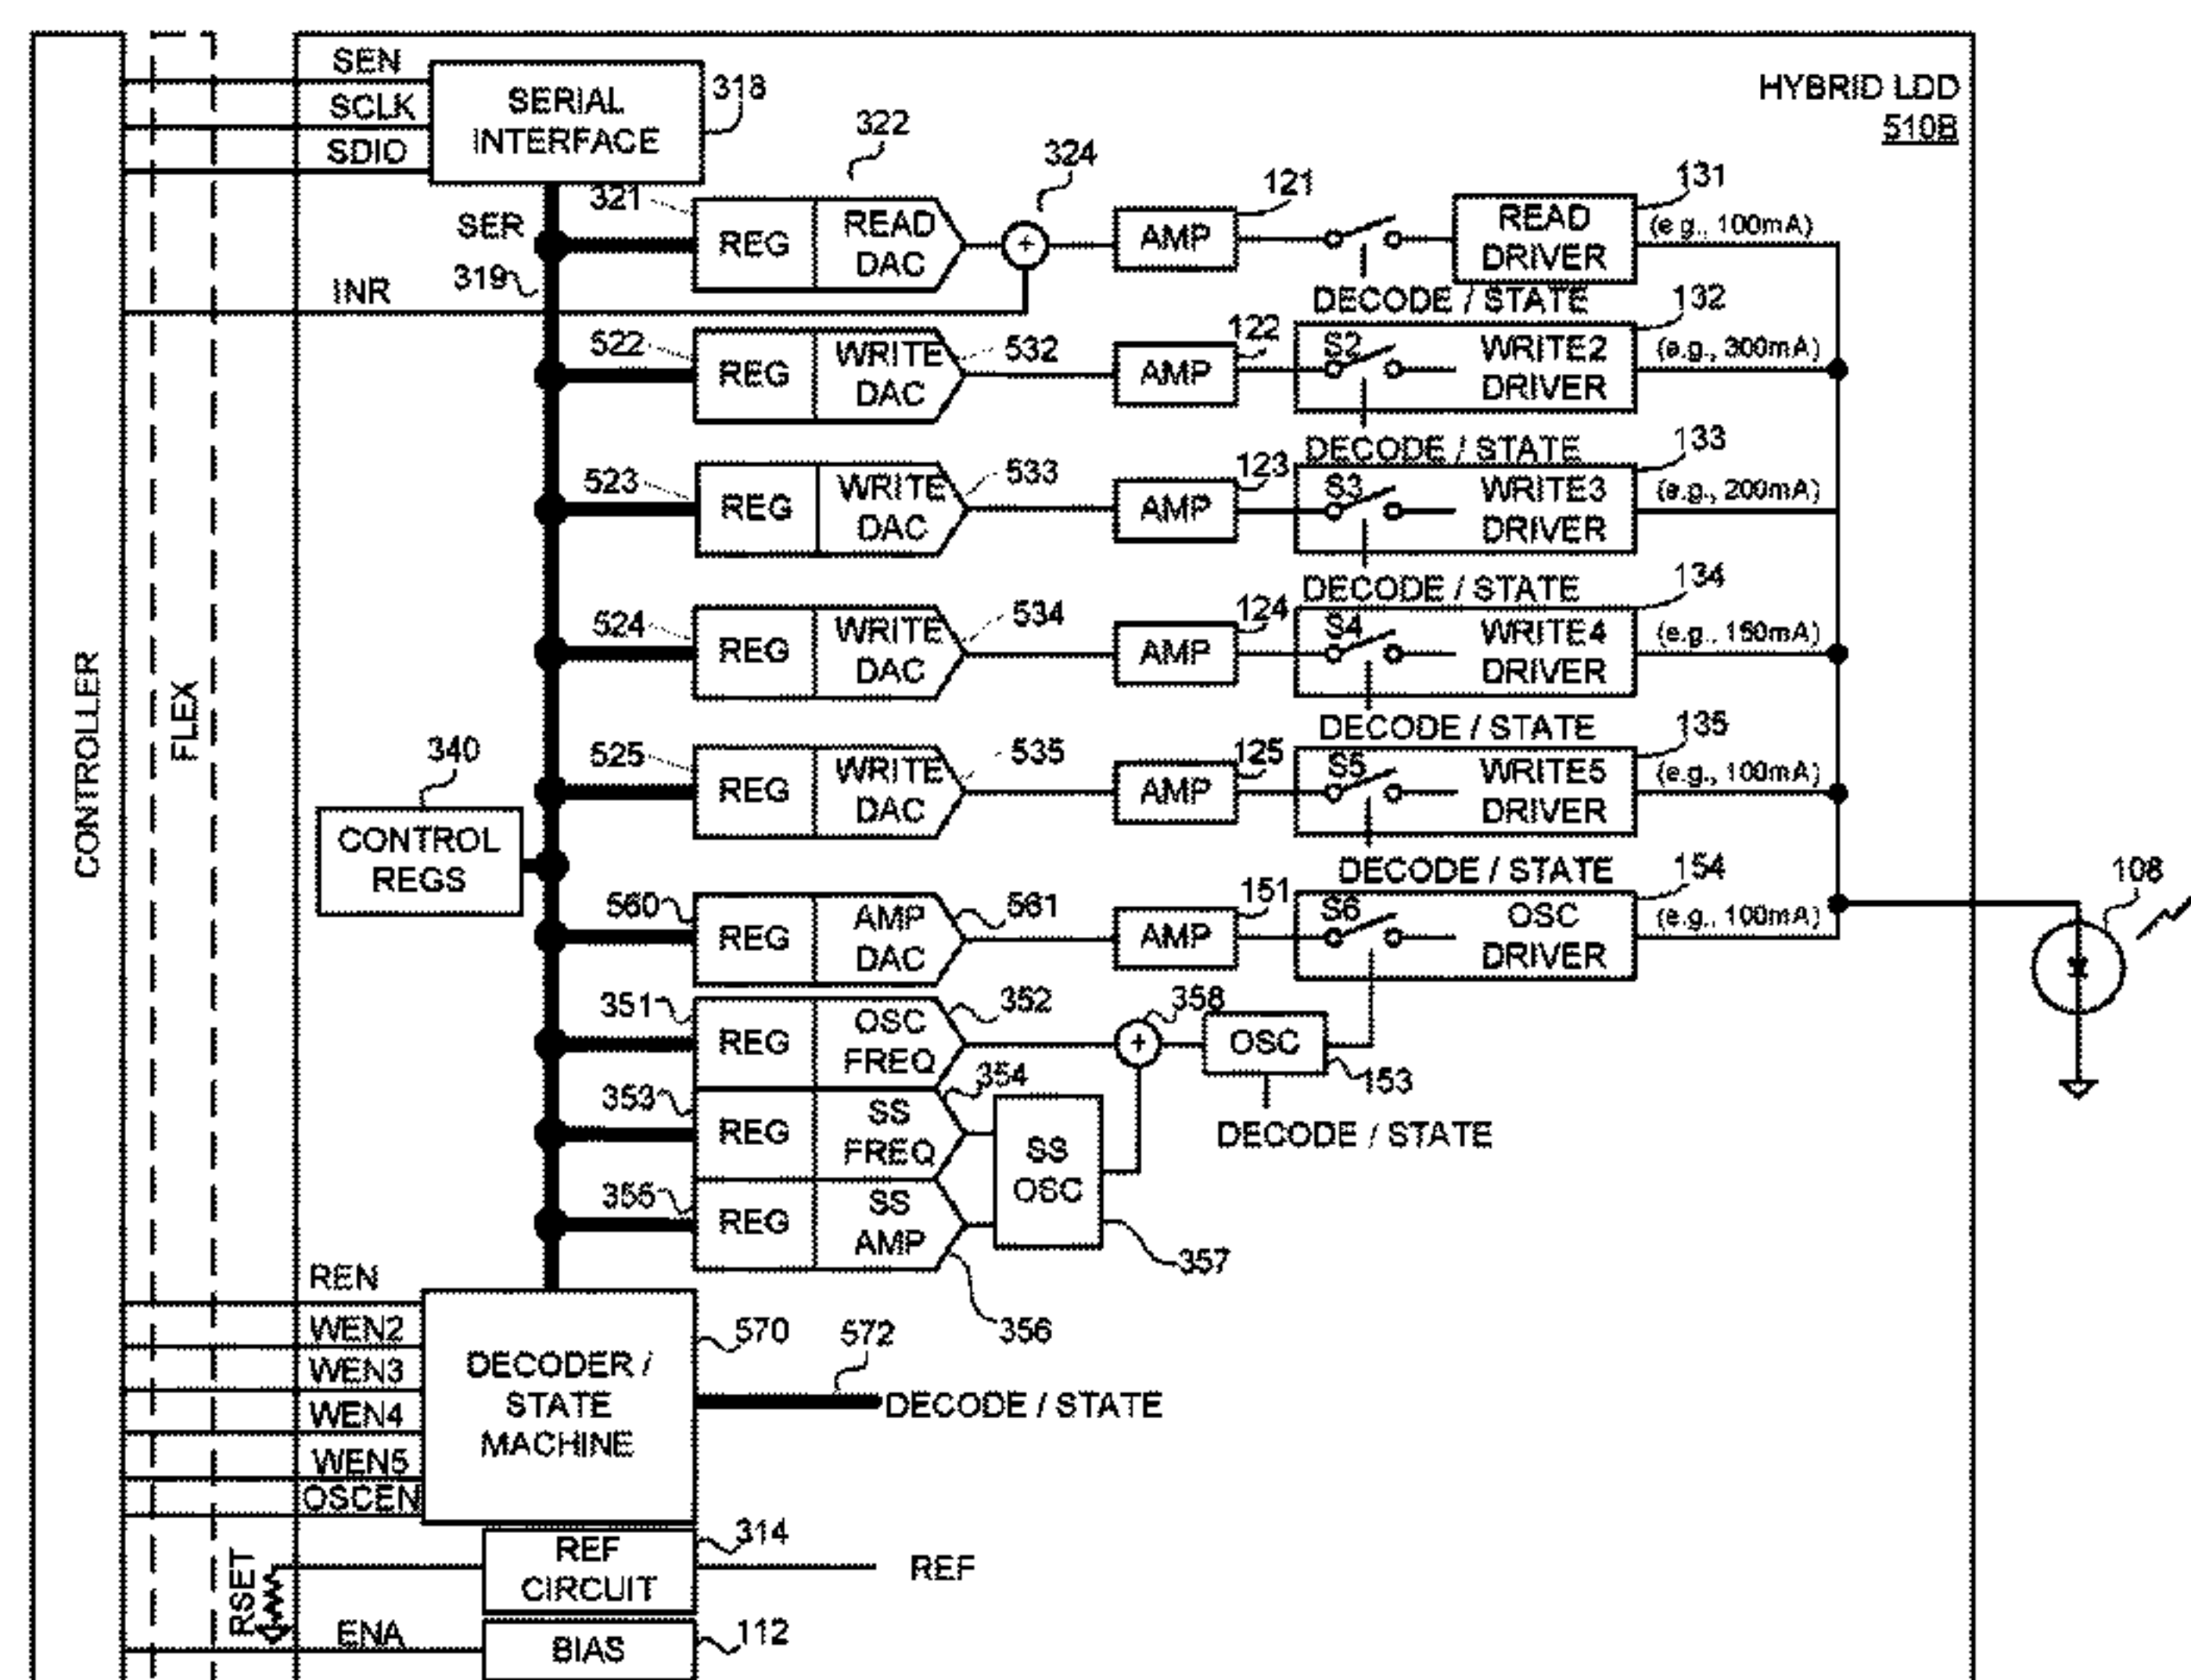 HYBRID LDD
510B
SEN
SCLK
SDIO
SERIAL
INTERFACE
318
SER
319
INR
321
REG
READ
DAC
322
324
+
AMP
121
DECODE / STATE
READ
DRIVER
131
(e.g., 100mA)
522
REG
WRITE
DAC
532
AMP
122
S2
WRITE2
DRIVER
132
(e.g., 300mA)
DECODE / STATE
523
REG
WRITE
DAC
533
AMP
123
S3
WRITE3
DRIVER
133
(e.g., 200mA)
DECODE / STATE
524
REG
WRITE
DAC
534
AMP
124
S4
WRITE4
DRIVER
134
(e.g., 150mA)
DECODE / STATE
525
REG
WRITE
DAC
535
AMP
125
S5
WRITE5
DRIVER
135
(e.g., 100mA)
DECODE / STATE
CONTROLLER
FLEX
340
CONTROL
REGS
560
REG
AMP
DAC
561
AMP
151
S6
OSC
DRIVER
154
(e.g., 100mA)
108
351
REG
OSC
FREQ
352
+
358
OSC
153
DECODE / STATE
353
REG
SS
FREQ
354
SS
OSC
357
355
REG
SS
AMP
356
REN
WEN2
WEN3
WEN4
WEN5
OSCEN
DECODER /
STATE
MACHINE
570
572
DECODE / STATE
RSET
REF
CIRCUIT
314
REF
ENA
BIAS
112